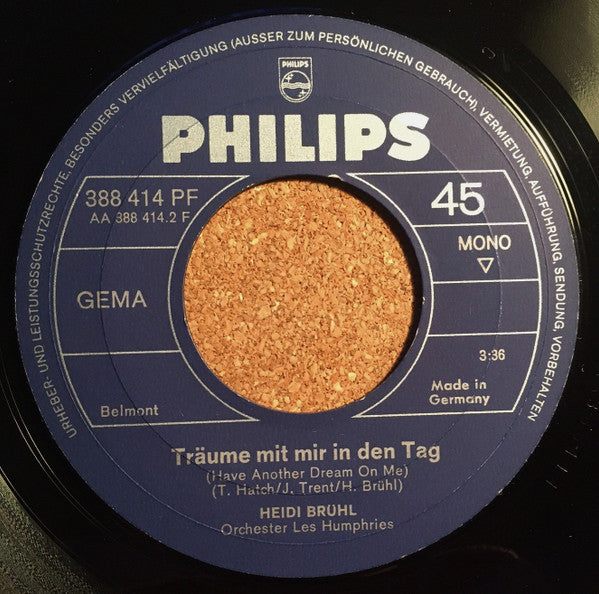 URHEBER- UND LEISTUNGSSCHUTZRECHTE, BESONDERS VERVIELFÄLTIGUNG (AUSSER ZUM PERSÖNLICHEN GEBRAUCH), VERMIETUNG, AUFFÜHRUNG, SENDUNG, VORBEHALTEN
PHILIPS
PHILIPS
388 414 PF
AA 388 414.2 F
45
MONO
▽
GEMA
3:36
Made in
Germany
Belmont
Träume mit mir in den Tag
(Have Another Dream On Me)
(T. Hatch/J. Trent/H. Brühl)
HEIDI BRÜHL
Orchester Les Humphries